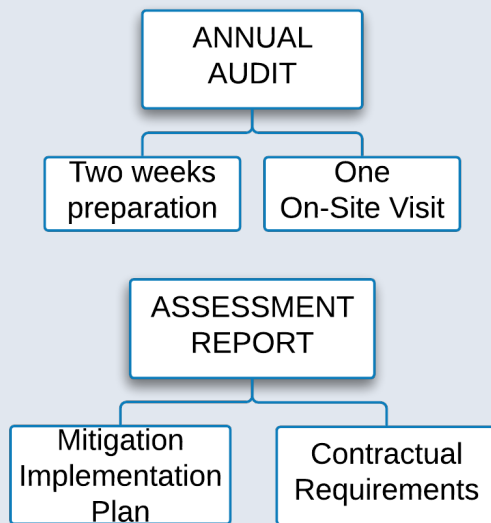 ANNUAL
AUDIT
Two weeks
preparation
One
On-Site Visit
ASSESSMENT
REPORT
Mitigation
Implementation
Plan
Contractual
Requirements